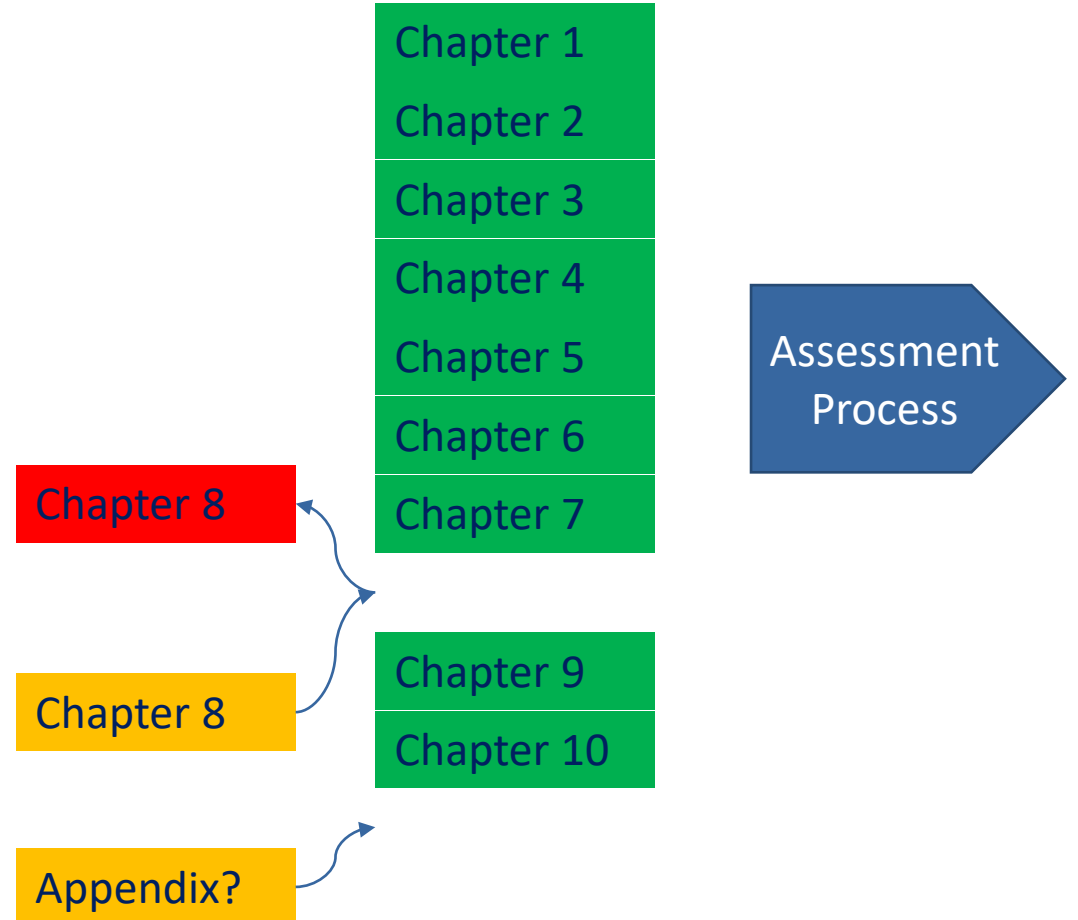 Chapter 1
Chapter 2
Chapter 3
Chapter 4
Chapter 5
Chapter 6
Chapter 7
Chapter 9
Chapter 10
Chapter 8
Chapter 8
Appendix?
Assessment
Process